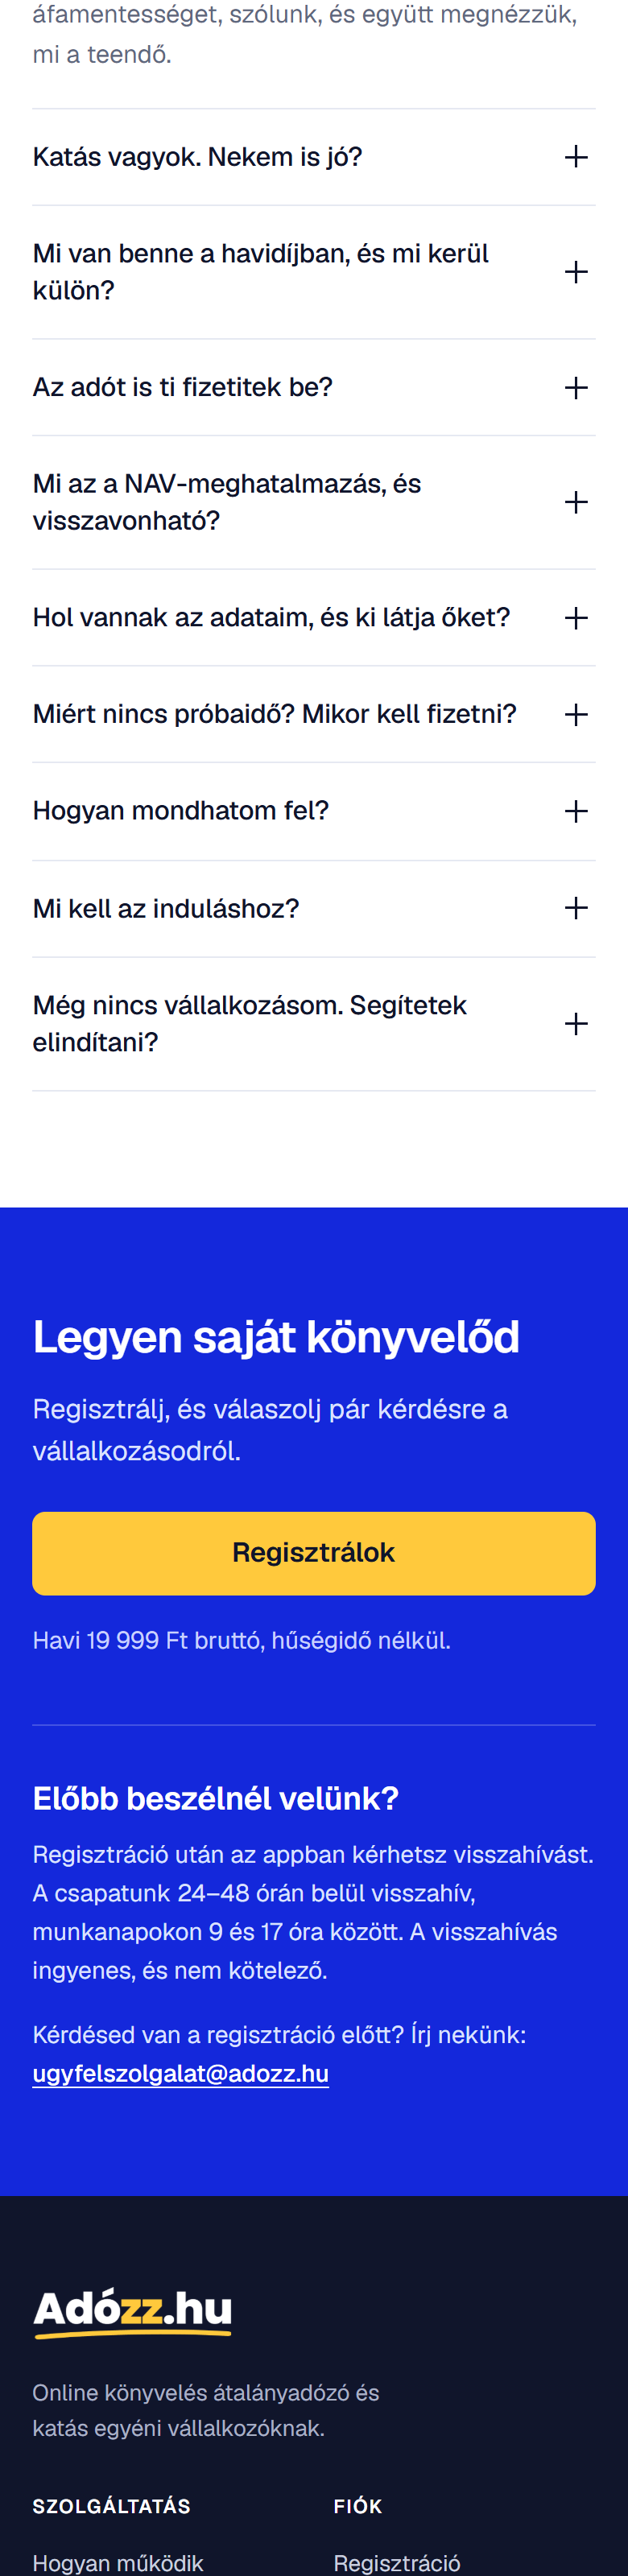 áfamentességet, szólunk, és együtt megnézzük,
mi a teendő.
Katás vagyok. Nekem is jó?
Mi van benne a havidíjban, és mi kerül
külön?
Az adót is ti fizetitek be?
Mi az a NAV-meghatalmazás, és
visszavonható?
Hol vannak az adataim, és ki látja őket?
Miért nincs próbaidő? Mikor kell fizetni?
Hogyan mondhatom fel?
Mi kell az induláshoz?
Még nincs vállalkozásom. Segítetek
elindítani?
Legyen saját könyvelőd
Regisztrálj, és válaszolj pár kérdésre a
vállalkozásodról.
Regisztrálok
Havi 19 999 Ft bruttó, hűségidő nélkül.
Előbb beszélnél velünk?
Regisztráció után az appban kérhetsz visszahívást.
A csapatunk 24–48 órán belül visszahív,
munkanapokon 9 és 17 óra között. A visszahívás
ingyenes, és nem kötelező.
Kérdésed van a regisztráció előtt? Írj nekünk:
ugyfelszolgalat@adozz.hu
Adózz.hu
Online könyvelés átalányadózó és
katás egyéni vállalkozóknak.
SZOLGÁLTATÁS
FIÓK
Hogyan működik
Regisztráció